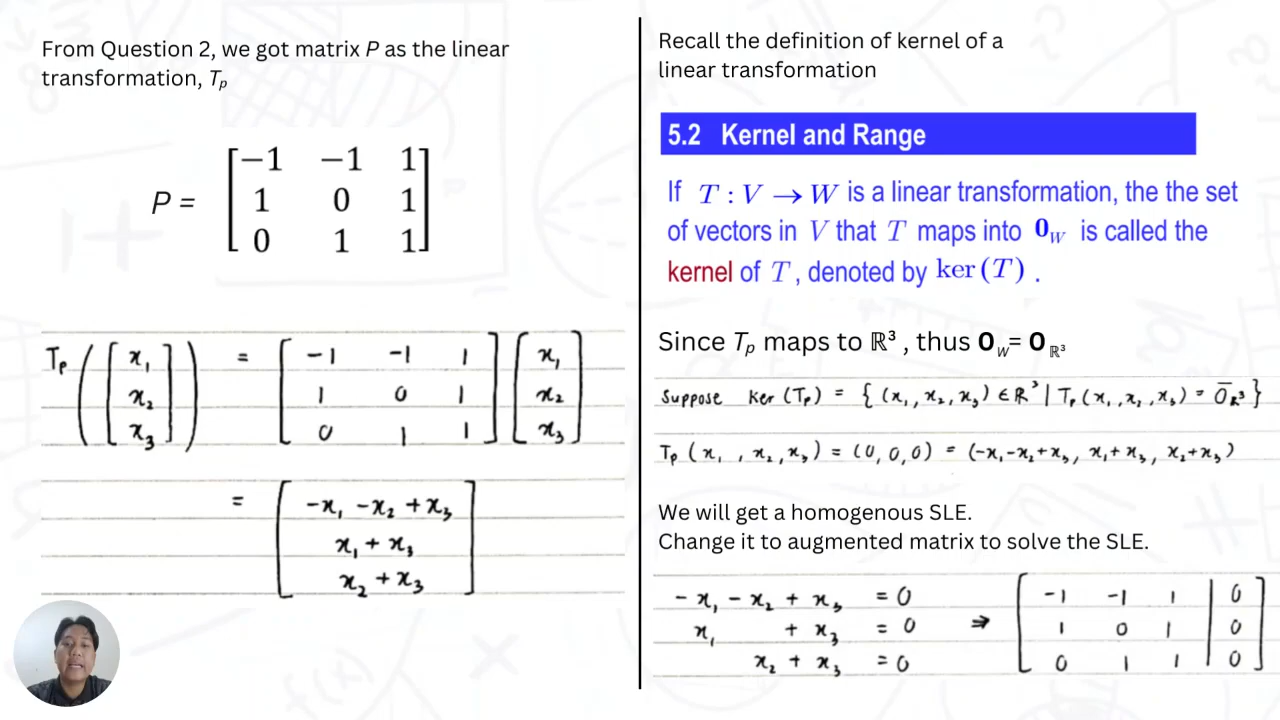 From Question 2, we got matrix P as the linear
transformation, Tₚ
P = [ −1 −1 1
1 0 1
0 1 1 ]
Tₚ ( [ x₁ x₂ x₃ ] ) = [ −1 −1 1
1 0 1
0 1 1 ] [ x₁ x₂ x₃ ]
= [ −x₁ − x₂ + x₃
x₁ + x₃
x₂ + x₃ ]
Recall the definition of kernel of a
linear transformation
5.2 Kernel and Range
If T : V → W is a linear transformation, the the set
of vectors in V that T maps into 0_W is called the
kernel of T, denoted by ker(T) .
Since Tₚ maps to ℝ³ , thus 0_W= 0_ℝ³
Suppose Ker (Tₚ) = { (x₁, x₂, x₃) ∈ ℝ³ | Tₚ (x₁, x₂, x₃) = 0̅_ℝ³ }
Tₚ (x₁ , x₂, x₃) = (0, 0, 0) = (−x₁−x₂+x₃, x₁+x₃, x₂+x₃)
We will get a homogenous SLE.
Change it to augmented matrix to solve the SLE.
− x₁ − x₂ + x₃ = 0 ⇒ [ −1 −1 1 | 0
x₁ + x₃ = 0 1 0 1 | 0
x₂ + x₃ = 0 0 1 1 | 0 ]